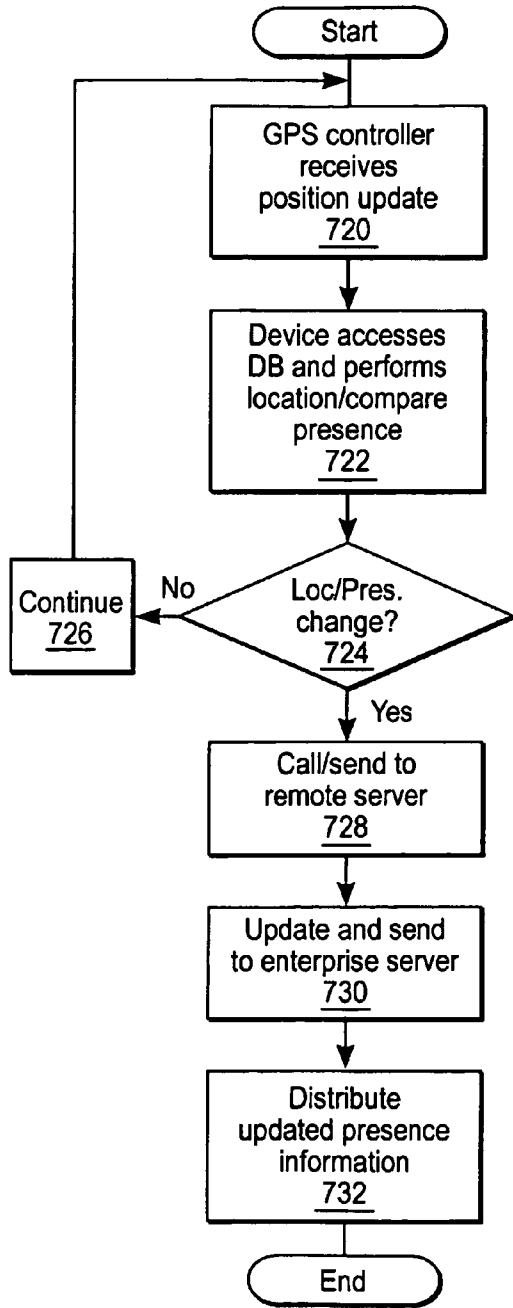 Start
GPS controller
receives
position update
720
Device accesses
DB and performs
location/compare
presence
722
Loc/Pres.
change?
724
No
Continue
726
Yes
Call/send to
remote server
728
Update and send
to enterprise server
730
Distribute
updated presence
information
732
End